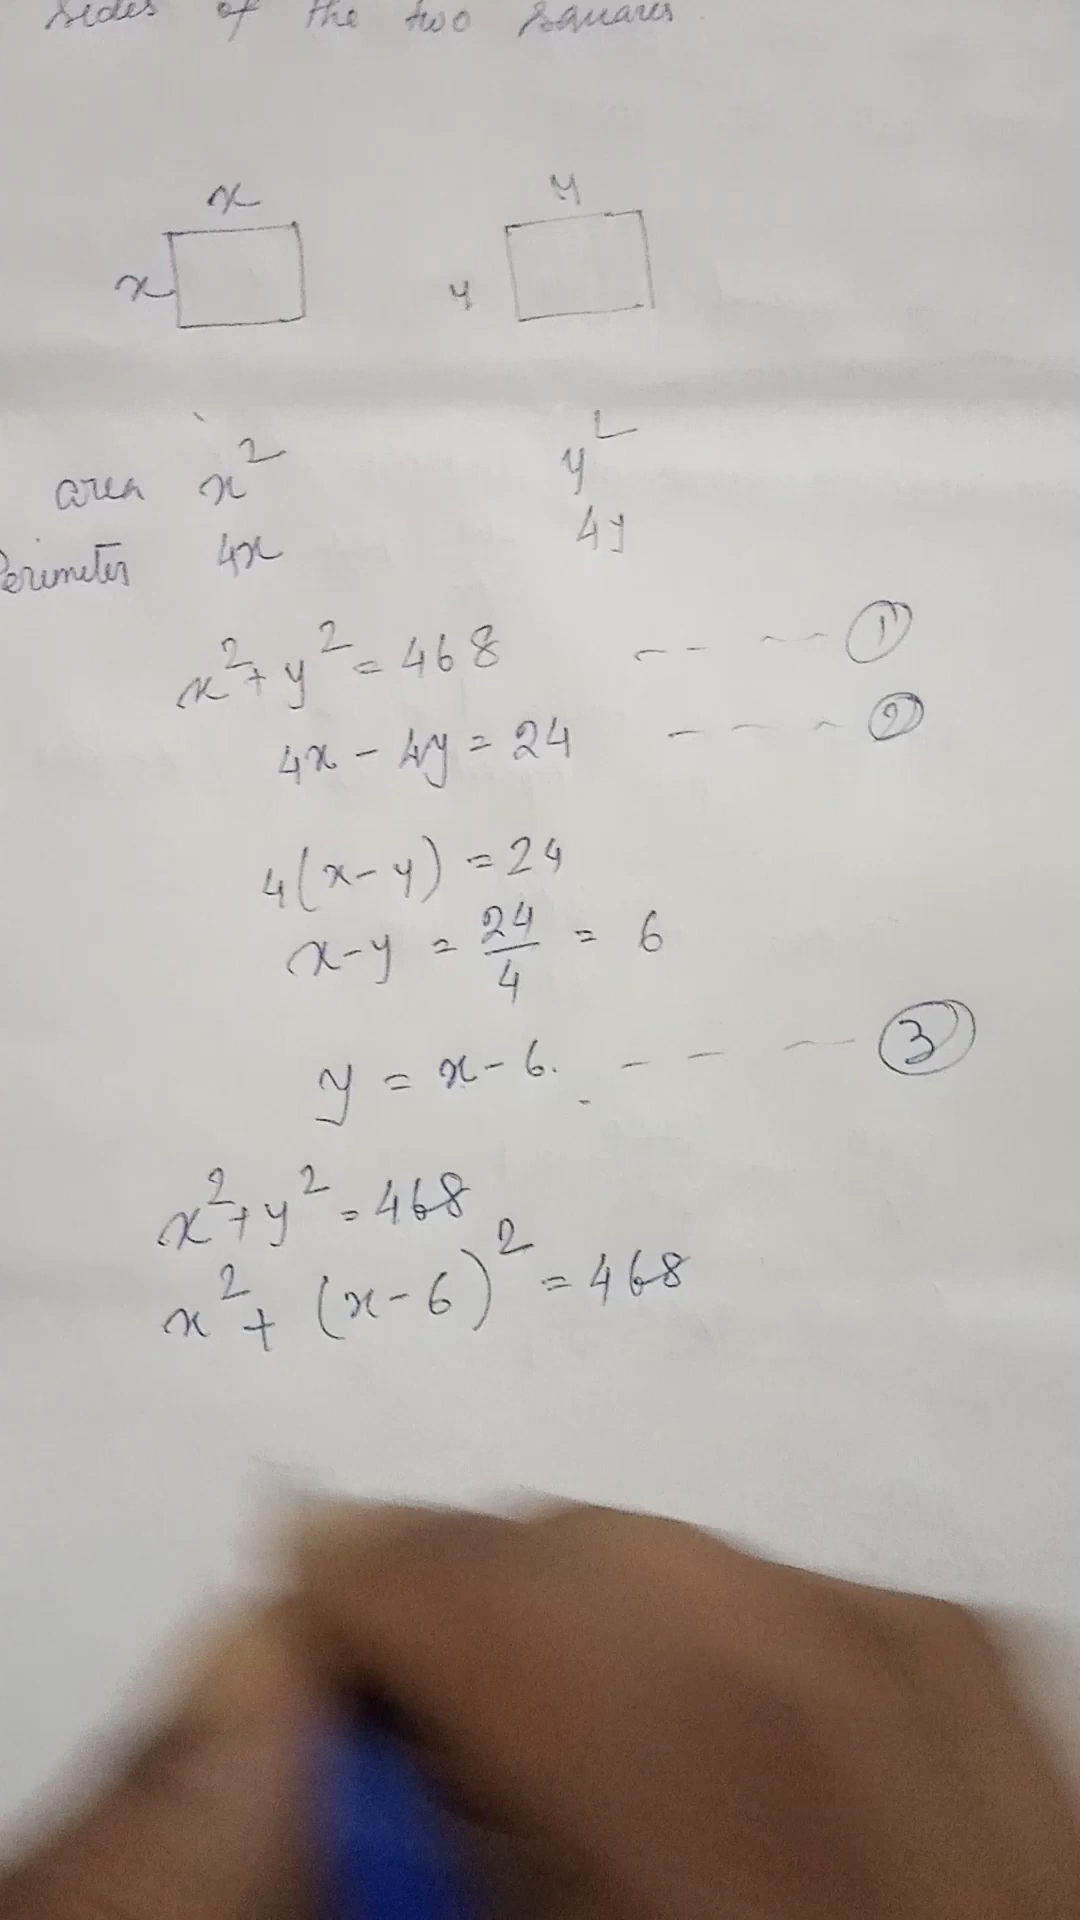 sides of the two squares
x
y
x
y
area x² y²
Perimeter 4x 4y
x² + y² = 468 -- -- ①
4x - 4y = 24 - - - - ②
4(x-y) = 24
x-y = 24/4 = 6
y = x-6. - - -- ③
x² + y² = 468
x² + (x-6)² = 468